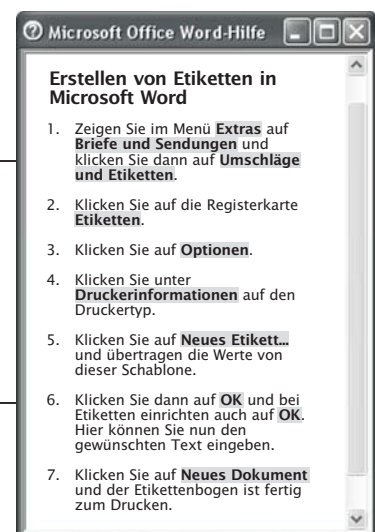 Microsoft Office Word-Hilfe
Erstellen von Etiketten in
Microsoft Word
1. Zeigen Sie im Menü Extras auf
Briefe und Sendungen und
klicken Sie dann auf Umschläge
und Etiketten.
2. Klicken Sie auf die Registerkarte
Etiketten.
3. Klicken Sie auf Optionen.
4. Klicken Sie unter
Druckerinformationen auf den
Druckertyp.
5. Klicken Sie auf Neues Etikett...
und übertragen die Werte von
dieser Schablone.
6. Klicken Sie dann auf OK und bei
Etiketten einrichten auch auf OK.
Hier können Sie nun den
gewünschten Text eingeben.
7. Klicken Sie auf Neues Dokument
und der Etikettenbogen ist fertig
zum Drucken.